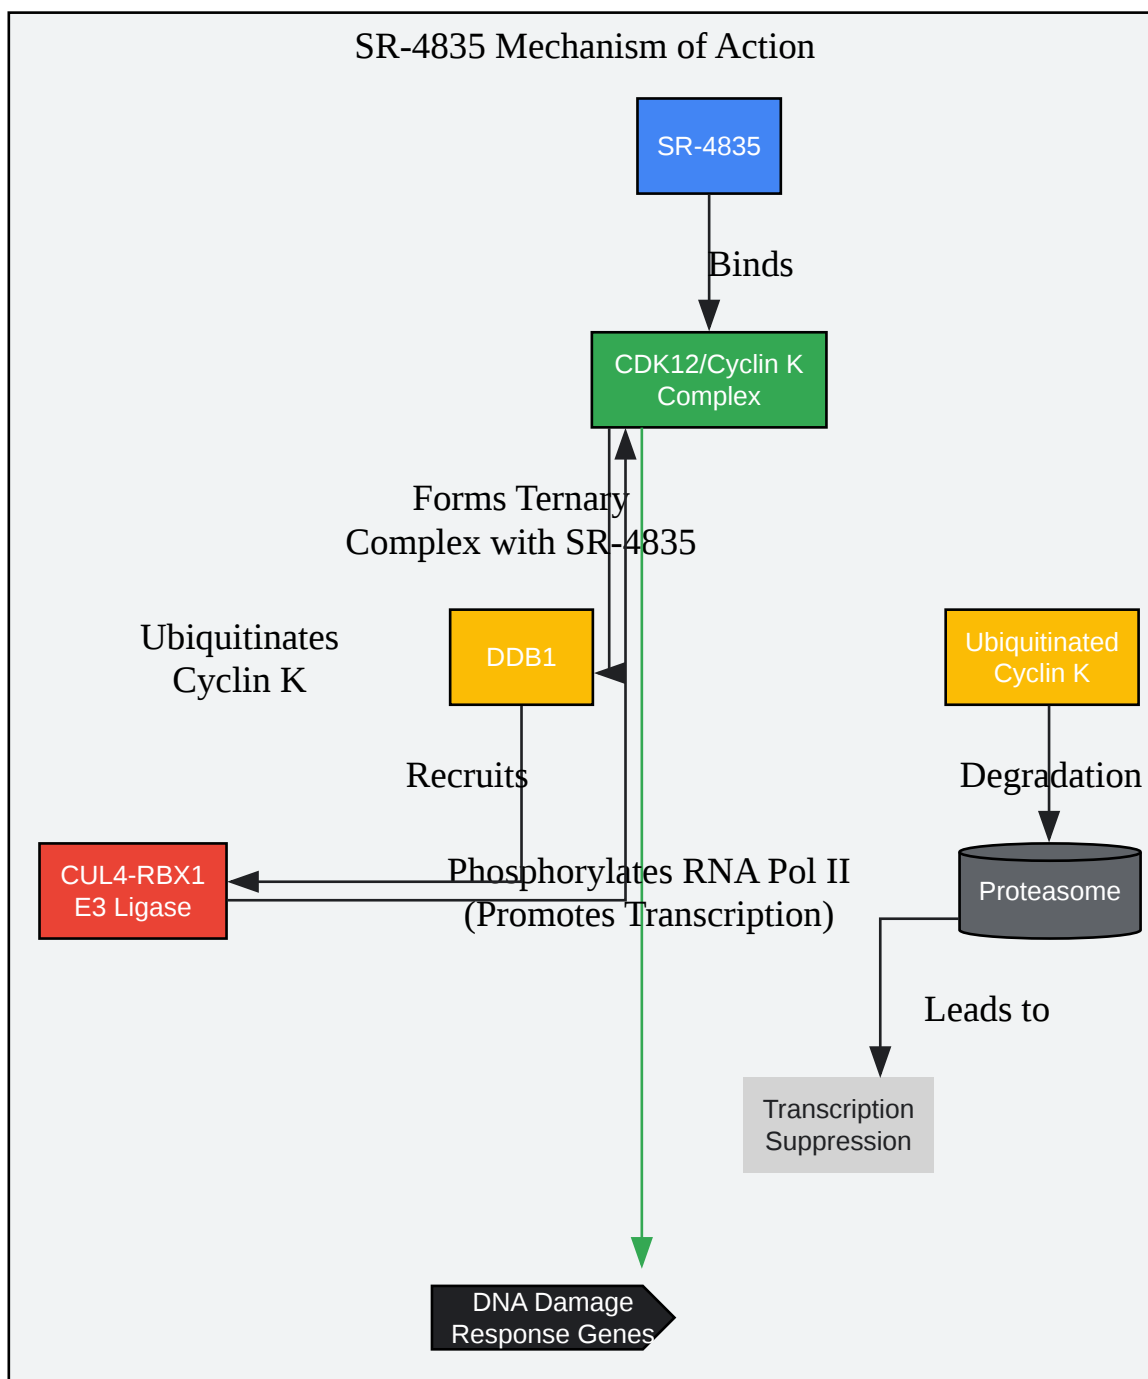 SR-4835 Mechanism of Action
SR-4835
Binds
CDK12/Cyclin K
Complex
Forms Ternary
Complex with SR-4835
Ubiquitinates
Cyclin K
DDB1
Ubiquitinated
Cyclin K
Recruits
Degradation
CUL4-RBX1
E3 Ligase
Phosphorylates RNA Pol II
(Promotes Transcription)
Proteasome
Leads to
Transcription
Suppression
DNA Damage
Response Genes